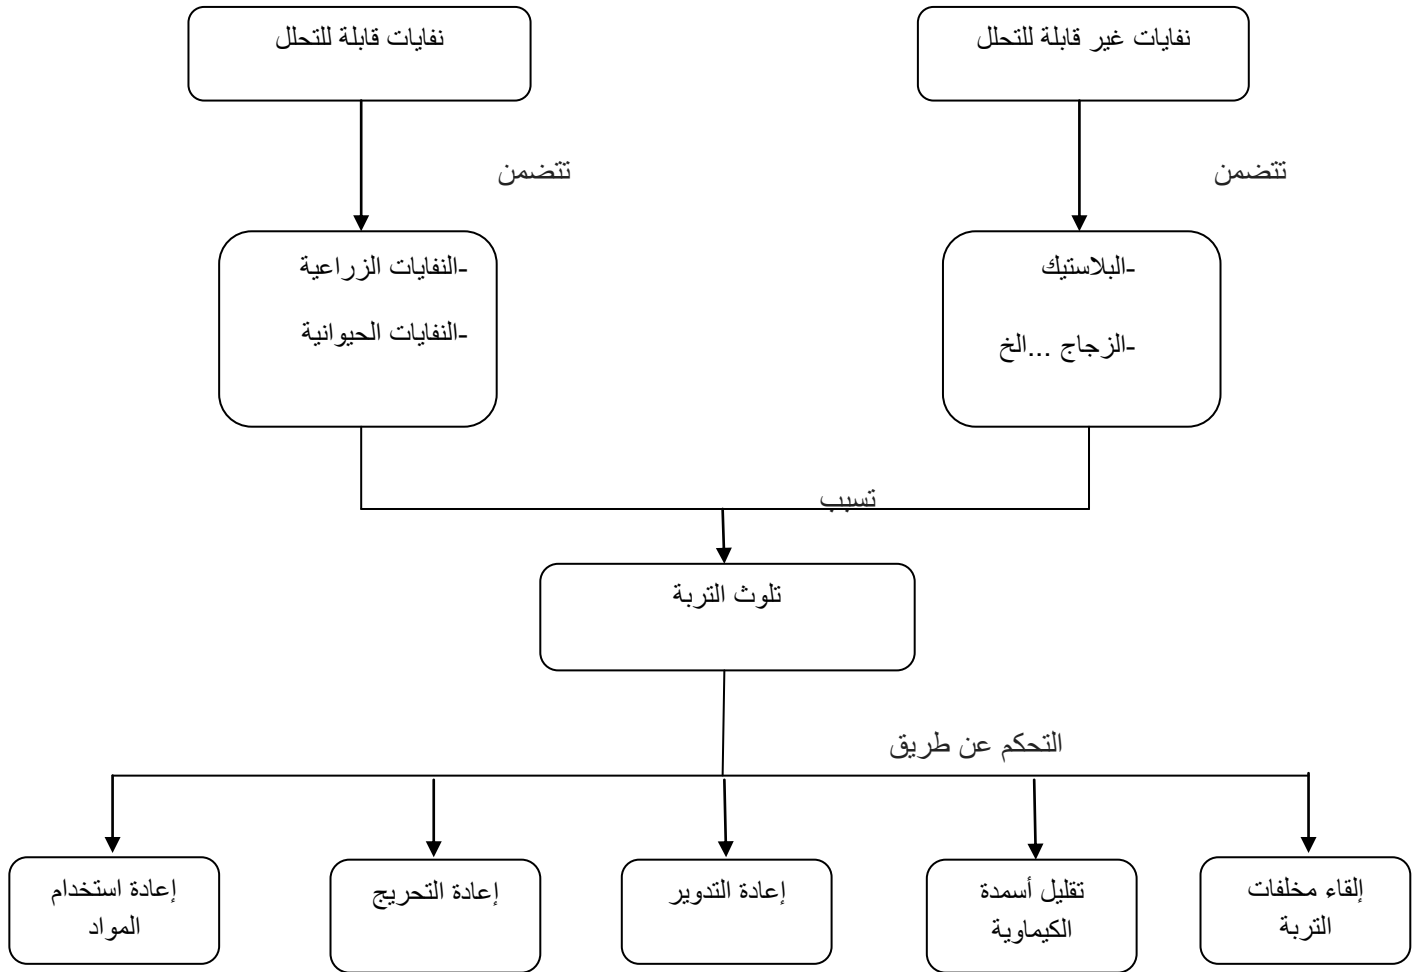 نفايات غير قابلة للتحلل
نفايات قابلة للتحلل
تتضمن
تتضمن
-البلاستيك
-الزجاج ...الخ
-النفايات الزراعية
-النفايات الحيوانية
تسبب
تلوث التربة
التحكم عن طريق
إلقاء مخلفات
التربة
تقليل أسمدة
الكيماوية
إعادة التدوير
إعادة التحريج
إعادة استخدام
المواد